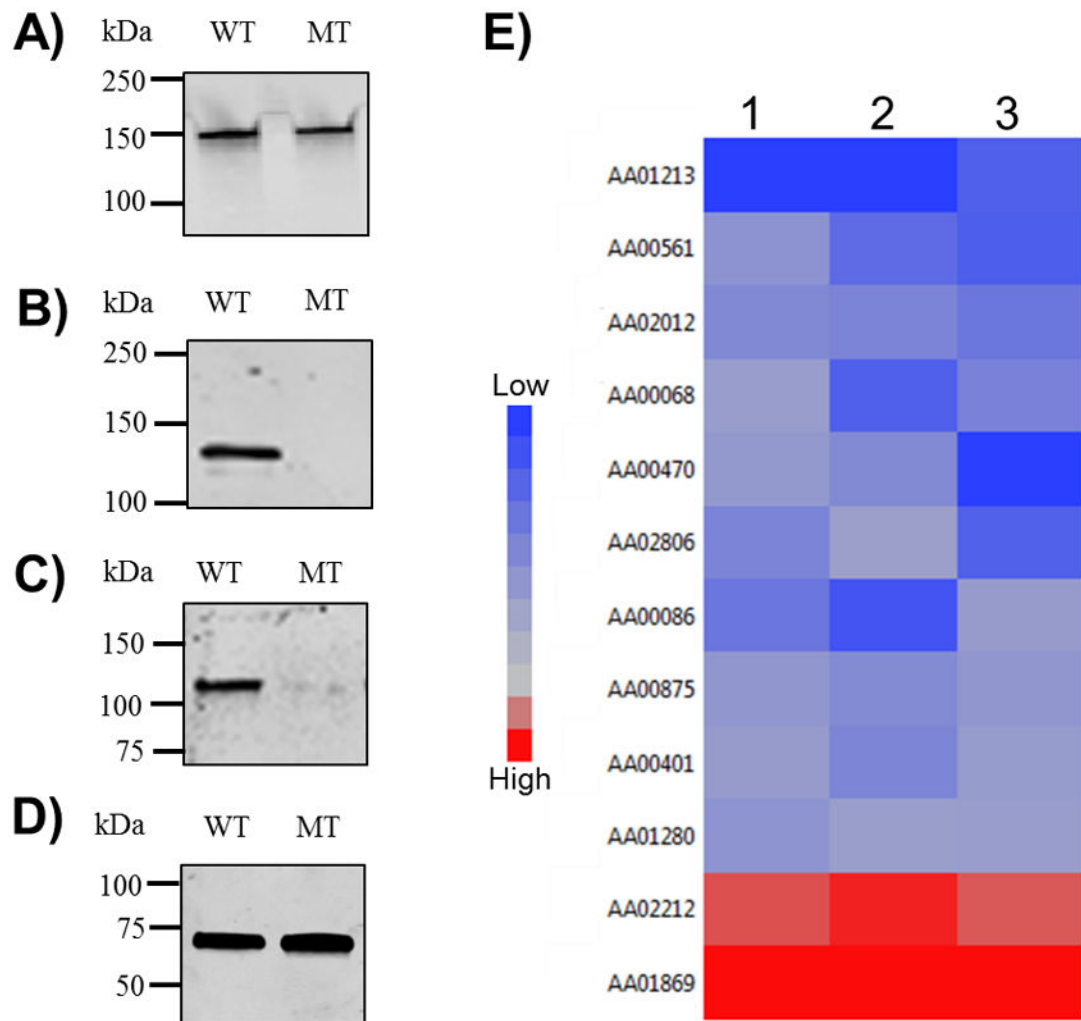 A)
kDa WT MT
250
150
100
B)
kDa WT MT
250
150
100
C)
kDa WT MT
150
100
75
D)
kDa WT MT
100
75
50
E)
1 2 3
Low
High
AA01213
AA00561
AA02012
AA00068
AA00470
AA02806
AA00086
AA00875
AA00401
AA01280
AA02212
AA01869